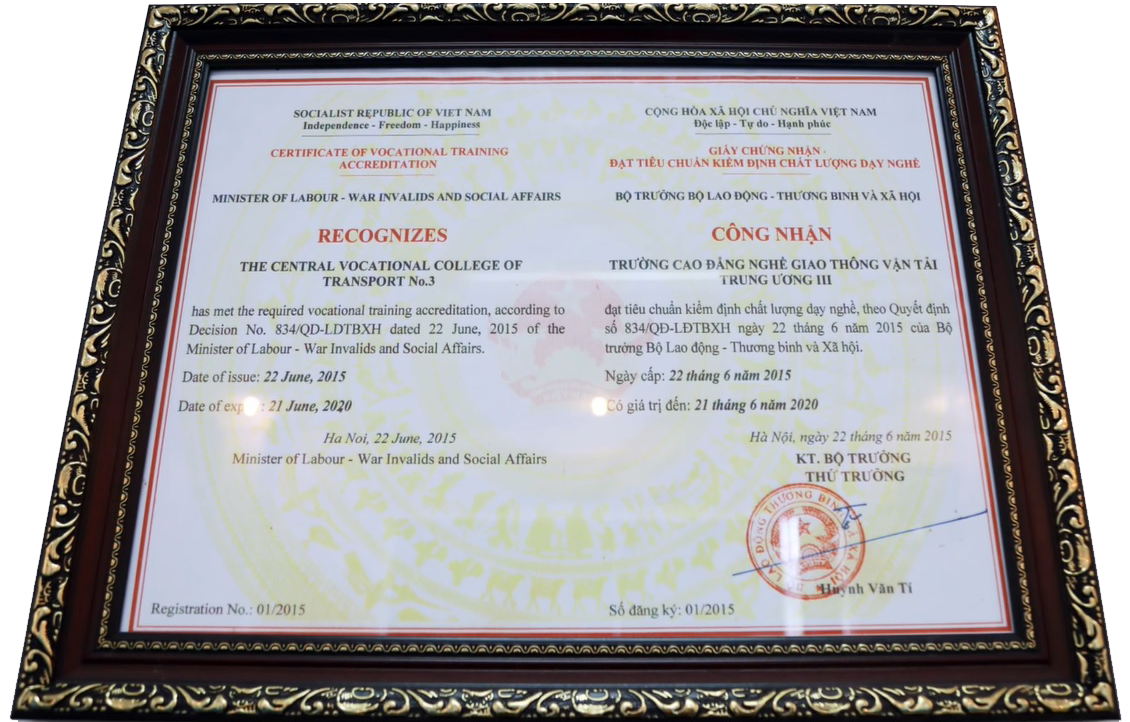 SOCIALIST REPUBLIC OF VIET NAM
Independence - Freedom - Happiness
CERTIFICATE OF VOCATIONAL TRAINING
ACCREDITATION
MINISTER OF LABOUR - WAR INVALIDS AND SOCIAL AFFAIRS
RECOGNIZES
THE CENTRAL VOCATIONAL COLLEGE OF
TRANSPORT No.3
has met the required vocational training accreditation, according to
Decision No. 834/QD-LDTBXH dated 22 June, 2015 of the
Minister of Labour - War Invalids and Social Affairs.
Date of issue: 22 June, 2015
Date of : 21 June, 2020
Ha Noi, 22 June, 2015
Minister of Labour - War Invalids and Social Affairs
Registration No.: 01/2015
CỘNG HÒA XÃ HỘI CHỦ NGHĨA VIỆT NAM
Độc lập - Tự do - Hạnh phúc
GIẤY CHỨNG NHẬN
ĐẠT TIÊU CHUẨN KIỂM ĐỊNH CHẤT LƯỢNG DẠY NGHỀ
BỘ TRƯỞNG BỘ LAO ĐỘNG - THƯƠNG BINH VÀ XÃ HỘI
CÔNG NHẬN
TRƯỜNG CAO ĐẲNG NGHỀ GIAO THÔNG VẬN TẢI
TRUNG ƯƠNG III
đạt tiêu chuẩn kiểm định chất lượng dạy nghề, theo Quyết định
số 834/QĐ-LĐTBXH ngày 22 tháng 6 năm 2015 của Bộ
trưởng Bộ Lao động - Thương binh và Xã hội.
Ngày cấp: 22 tháng 6 năm 2015
Có giá trị đến: 21 tháng 6 năm 2020
Hà Nội, ngày 22 tháng 6 năm 2015
KT. BỘ TRƯỞNG
THỨ TRƯỞNG
LAO ĐỘNG THƯƠNG BINH VÀ XÃ HỘI
Huỳnh Văn Tí
Số đăng ký: 01/2015